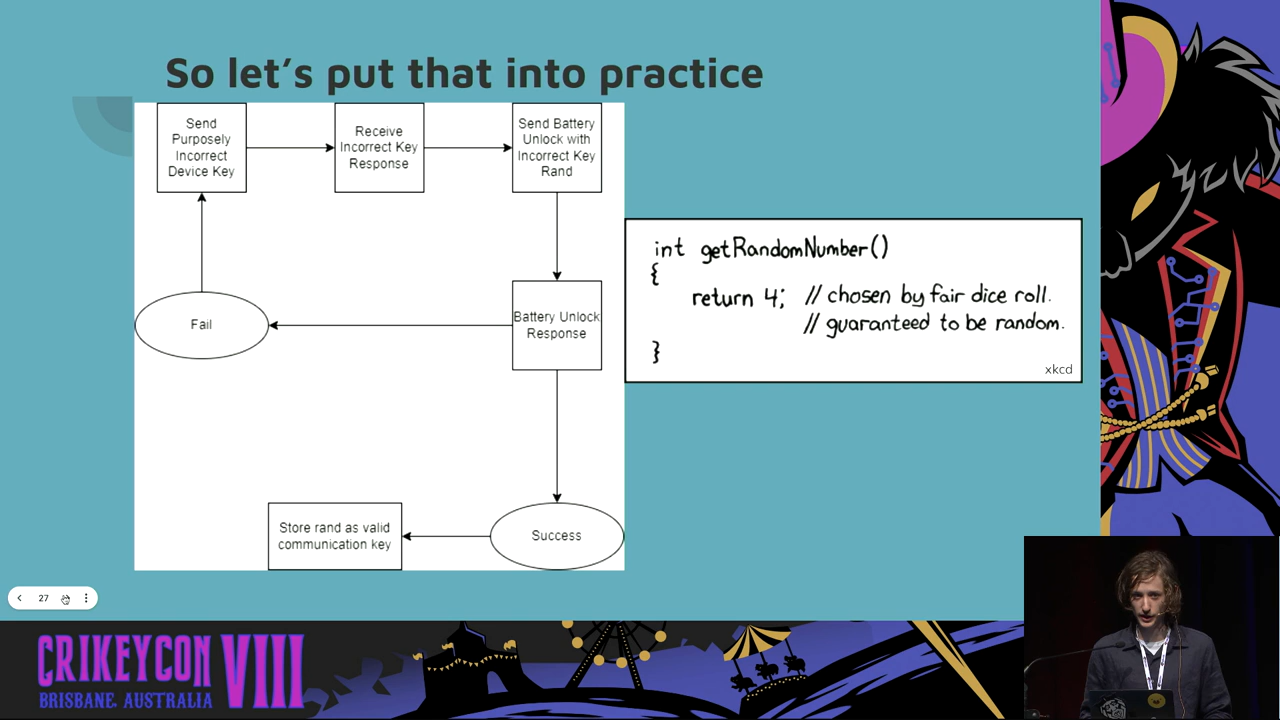 So let's put that into practice
Send
Purposely
Incorrect
Device Key
Receive
Incorrect Key
Response
Send Battery
Unlock with
Incorrect Key
Rand
Fail
Battery Unlock
Response
Store rand as valid
communication key
Success
int getRandomNumber()
{
return 4; // chosen by fair dice roll.
// guaranteed to be random.
}
xkcd
27
CRIKEYCON VIII
BRISBANE, AUSTRALIA